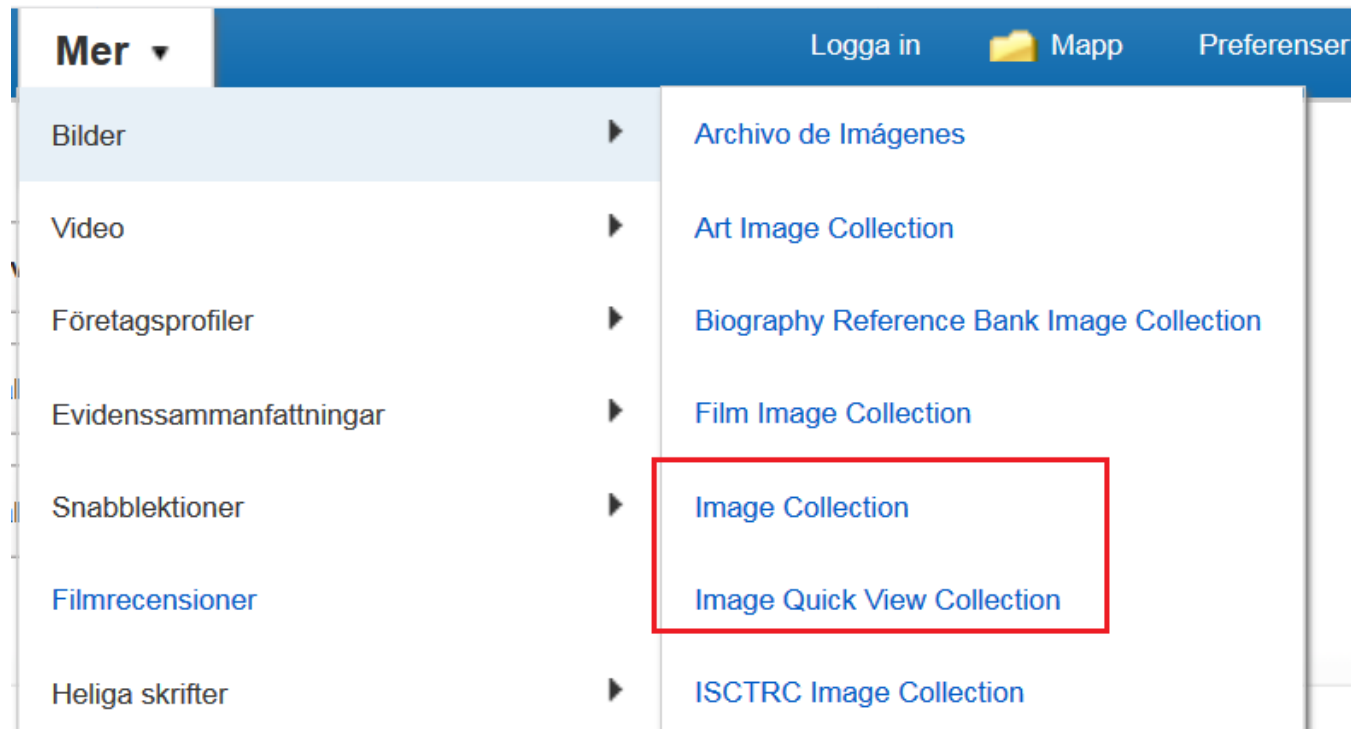 Mer
Logga in
Mapp
Preferenser
Bilder
Video
Företagsprofiler
Evidenssammanfattningar
Snabblektioner
Filmrecensioner
Heliga skrifter
Archivo de Imágenes
Art Image Collection
Biography Reference Bank Image Collection
Film Image Collection
Image Collection
Image Quick View Collection
ISCTRC Image Collection